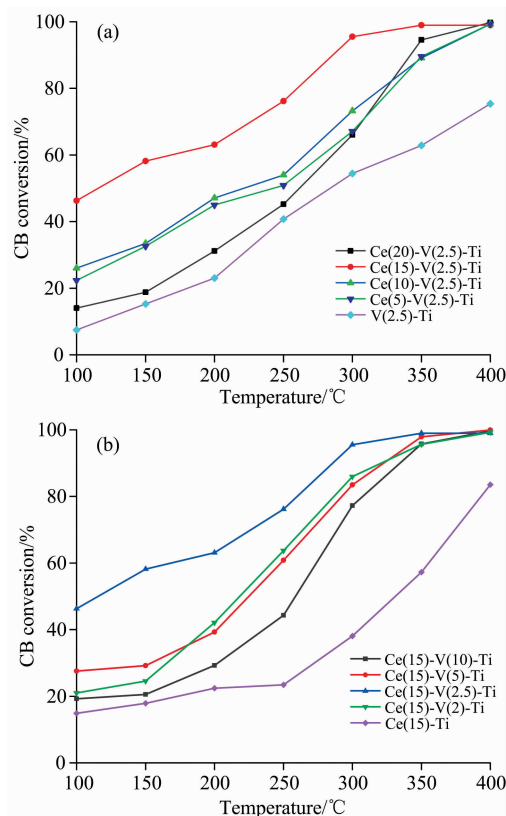 (a)
CB conversion/%
100
80
60
40
20
0
Ce(20)-V(2.5)-Ti
Ce(15)-V(2.5)-Ti
Ce(10)-V(2.5)-Ti
Ce(5)-V(2.5)-Ti
V(2.5)-Ti
100 150 200 250 300 350 400
Temperature/℃
(b)
CB conversion/%
100
80
60
40
20
0
Ce(15)-V(10)-Ti
Ce(15)-V(5)-Ti
Ce(15)-V(2.5)-Ti
Ce(15)-V(2)-Ti
Ce(15)-Ti
100 150 200 250 300 350 400
Temperature/℃